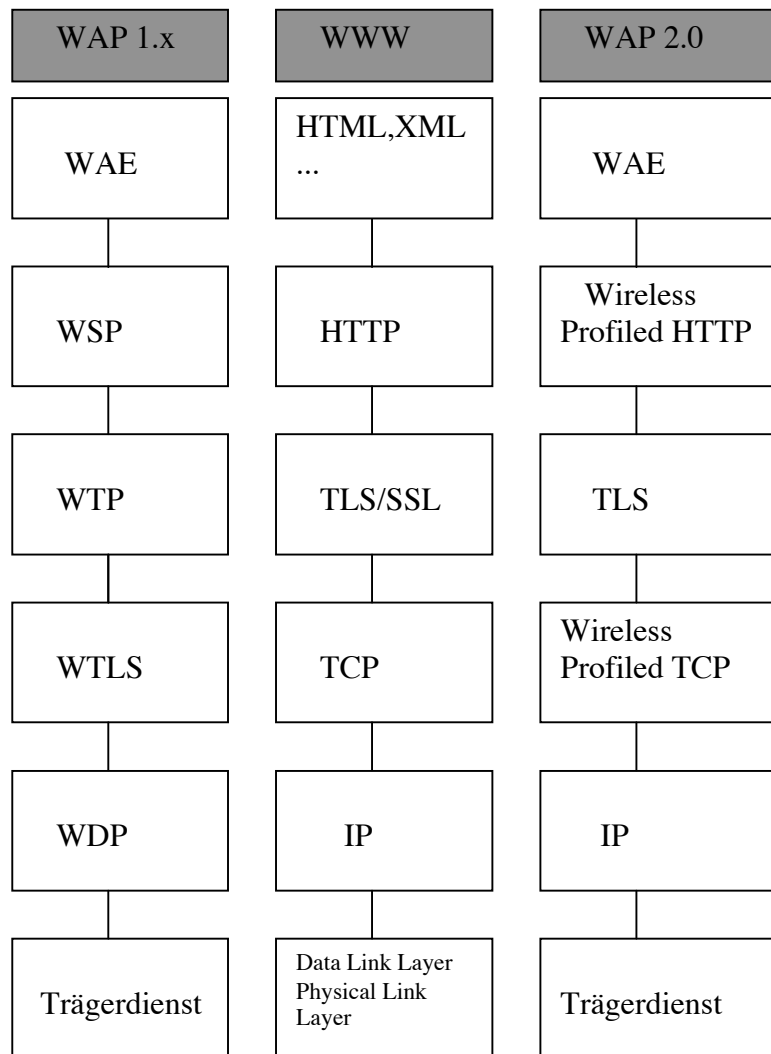 WAP 1.x
WWW
WAP 2.0
WAE
HTML,XML
...
WAE
WSP
HTTP
Wireless
Profiled HTTP
WTP
TLS/SSL
TLS
WTLS
TCP
Wireless
Profiled TCP
WDP
IP
IP
Trägerdienst
Data Link Layer
Physical Link
Layer
Trägerdienst